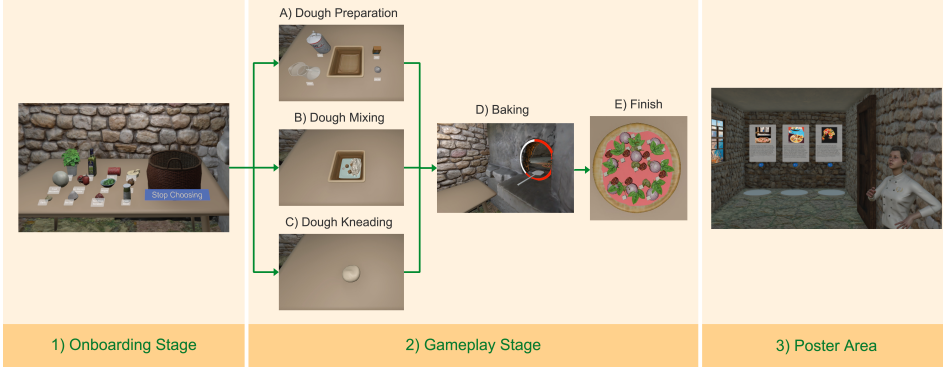 A) Dough Preparation
B) Dough Mixing
C) Dough Kneading
D) Baking
E) Finish
Stop Choosing
1) Onboarding Stage
2) Gameplay Stage
3) Poster Area